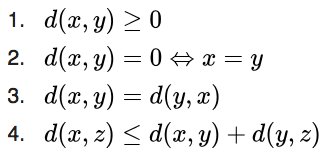 1. d(x, y) ≥ 0
2. d(x, y) = 0 ⇔ x = y
3. d(x, y) = d(y, x)
4. d(x, z) ≤ d(x, y) + d(y, z)